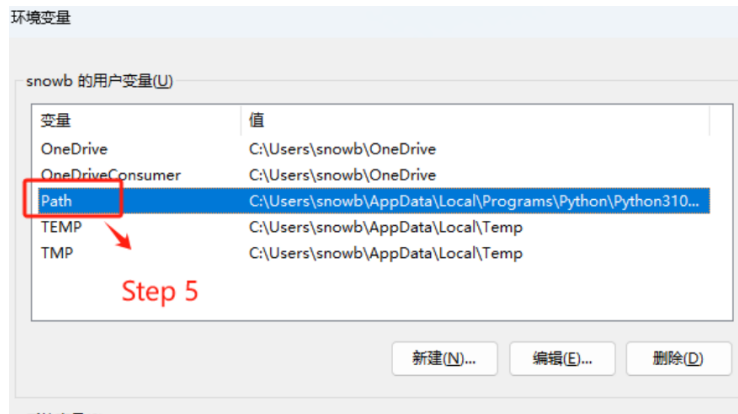 环境变量
snowb 的用户变量(U)
变量 值
OneDrive C:\Users\snowb\OneDrive
OneDriveConsumer C:\Users\snowb\OneDrive
Path C:\Users\snowb\AppData\Local\Programs\Python\Python310...
TEMP C:\Users\snowb\AppData\Local\Temp
TMP C:\Users\snowb\AppData\Local\Temp
Step 5
新建(N)... 编辑(E)... 删除(D)